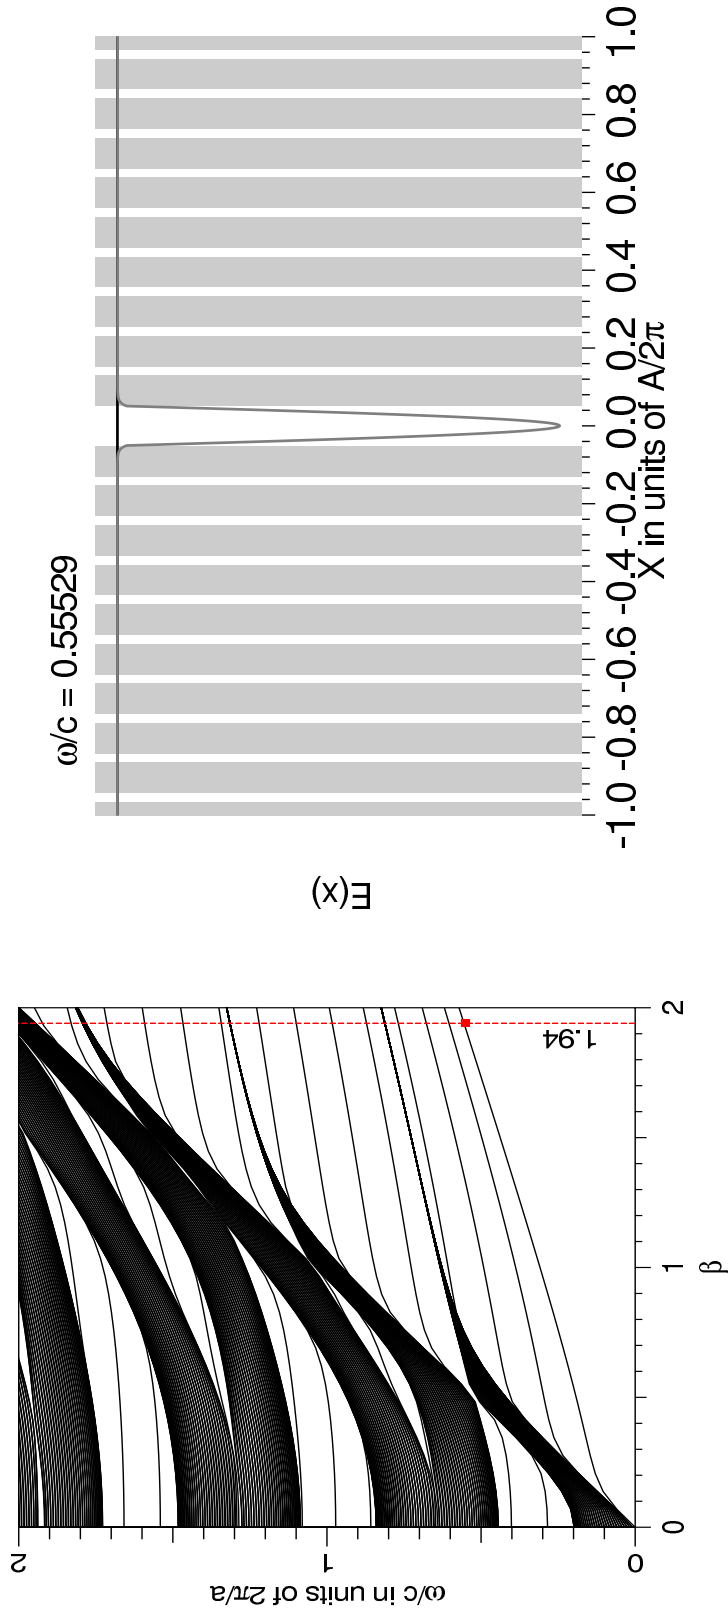 ω/c = 0.55529
E(x)
-1.0 -0.8 -0.6 -0.4 -0.2 0.0 0.2 0.4 0.6 0.8 1.0
X in units of A/2π
ω/c in units of 2π/a
2
1
0
1.94
0 1 2
β